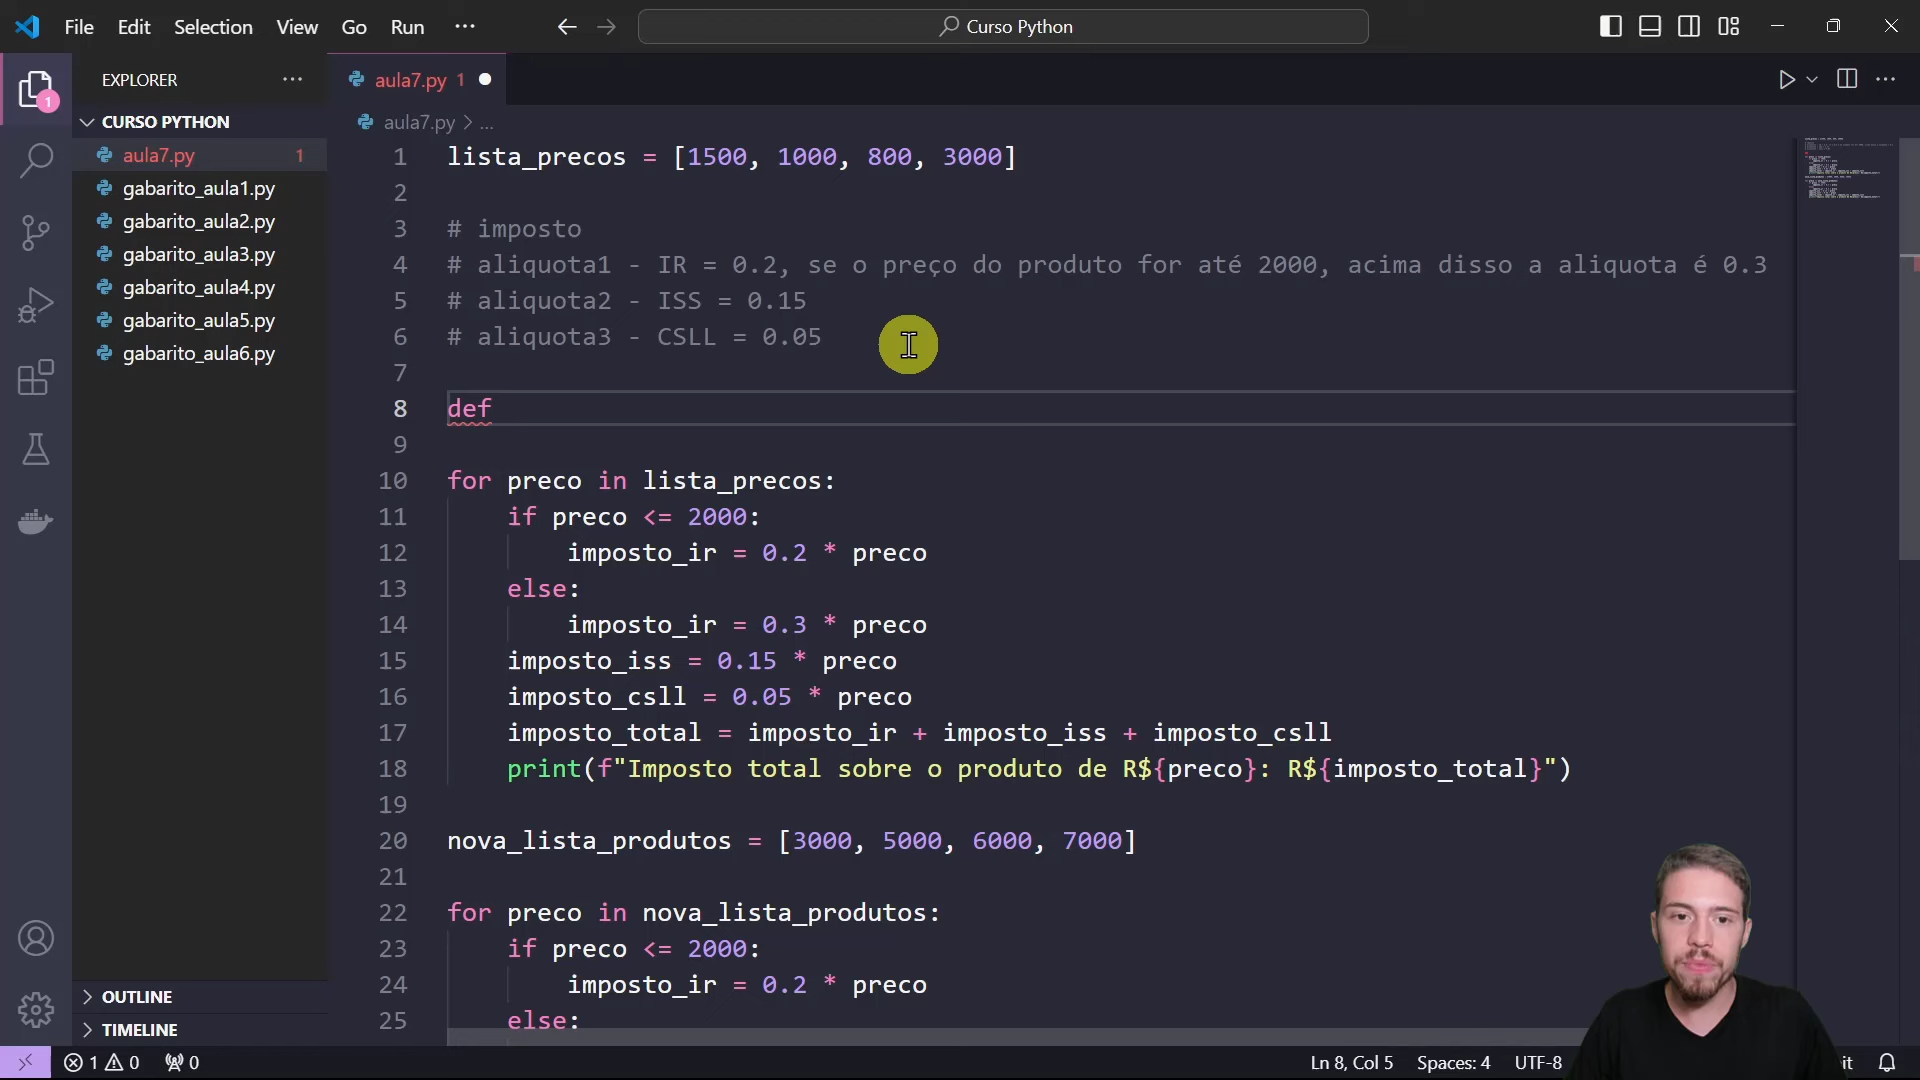 File Edit Selection View Go Run ...
Curso Python
EXPLORER ...
CURSO PYTHON
aula7.py 1
gabarito_aula1.py
gabarito_aula2.py
gabarito_aula3.py
gabarito_aula4.py
gabarito_aula5.py
gabarito_aula6.py
OUTLINE
TIMELINE
1
aula7.py 1
aula7.py > ...
1 lista_precos = [1500, 1000, 800, 3000]
2
3 # imposto
4 # aliquota1 - IR = 0.2, se o preço do produto for até 2000, acima disso a aliquota é 0.3
5 # aliquota2 - ISS = 0.15
6 # aliquota3 - CSLL = 0.05
7
8 def
9
10 for preco in lista_precos:
11     if preco <= 2000:
12         imposto_ir = 0.2 * preco
13     else:
14         imposto_ir = 0.3 * preco
15     imposto_iss = 0.15 * preco
16     imposto_csll = 0.05 * preco
17     imposto_total = imposto_ir + imposto_iss + imposto_csll
18     print(f"Imposto total sobre o produto de R${preco}: R${imposto_total}")
19
20 nova_lista_produtos = [3000, 5000, 6000, 7000]
21
22 for preco in nova_lista_produtos:
23     if preco <= 2000:
24         imposto_ir = 0.2 * preco
25     else:
1 0 0
Ln 8, Col 5 Spaces: 4 UTF-8